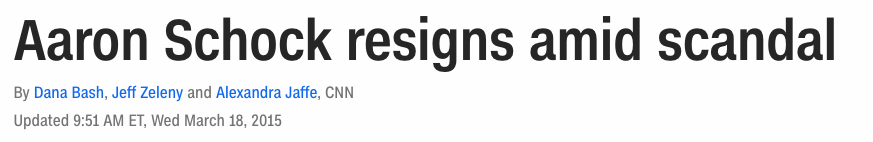 Aaron Schock resigns amid scandal
By Dana Bash, Jeff Zeleny and Alexandra Jaffe, CNN
Updated 9:51 AM ET, Wed March 18, 2015